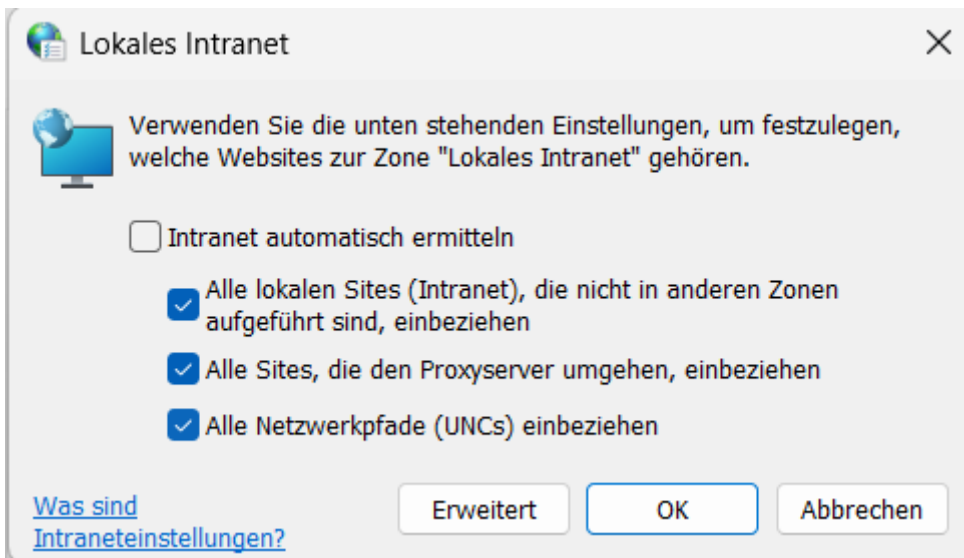 Lokales Intranet
Verwenden Sie die unten stehenden Einstellungen, um festzulegen,
welche Websites zur Zone "Lokales Intranet" gehören.
Intranet automatisch ermitteln
Alle lokalen Sites (Intranet), die nicht in anderen Zonen
aufgeführt sind, einbeziehen
Alle Sites, die den Proxyserver umgehen, einbeziehen
Alle Netzwerkpfade (UNCs) einbeziehen
Was sind
Intraneteinstellungen?
Erweitert
OK
Abbrechen